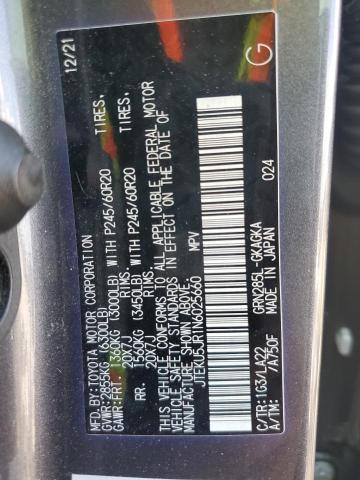 MFD.BY:TOYOTA MOTOR CORPORATION 12/21
GVWR:2855KG (6300LB)
GAWR:FRT. 1360KG (3000LB) WITH P245/60R20 TIRES,
20X7J RIMS,
RR. 2560KG (3450LB) WITH P245/60R20 TIRES,
20X7J RIMS,
THIS VEHICLE CONFORMS TO ALL APPLICABLE FEDERAL MOTOR
VEHICLE SAFETY STANDARDS IN EFFECT ON THE DATE OF
MANUFACTURE SHOWN ABOVE.
JTEKU5JR1N6025660 MPV
G
C/TR:1G3/LA22 GRN285L-GKAGKA
A/TM: /A750F MADE IN JAPAN 024